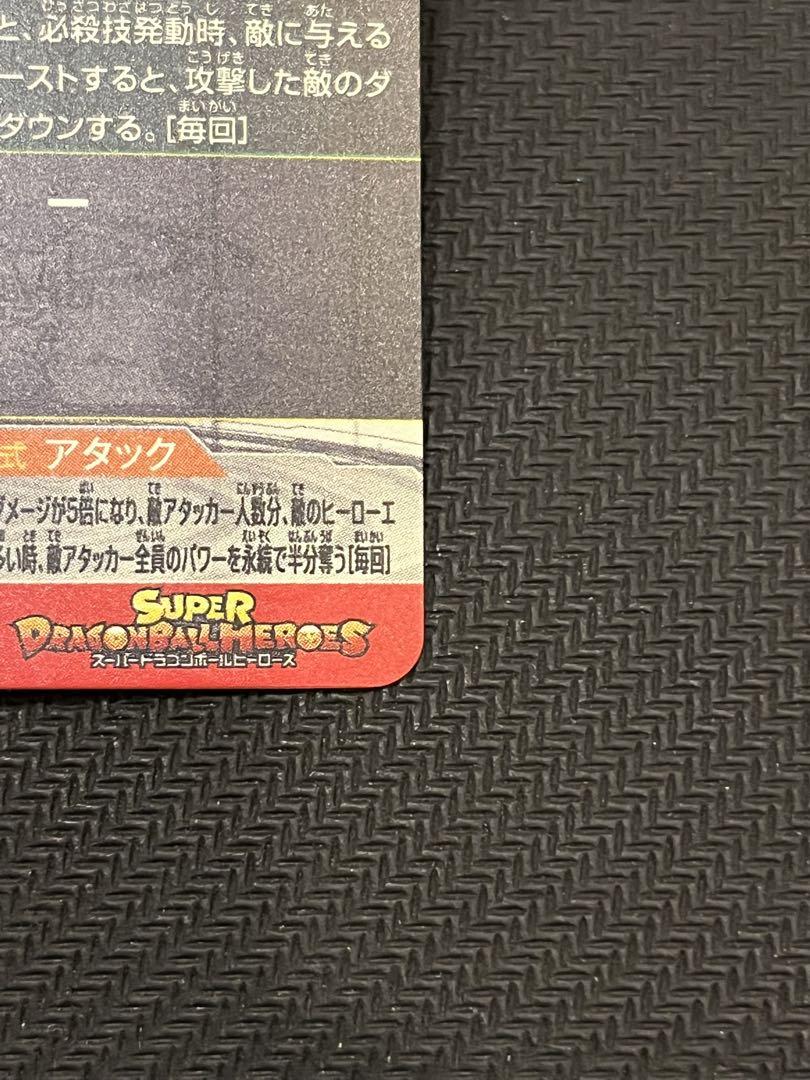 と、必殺技発動時、敵に与える
ーストすると、攻撃した敵のダ
ダウンする。[毎回]
ー
式 アタック
ダメージが5倍になり、敵アタッカー人数分、敵のヒーローエ
い時、敵アタッカー全員のパワーを永続で半分奪う[毎回]
SUPER
DRAGONBALL HEROES
スーパードラゴンボールヒーローズ